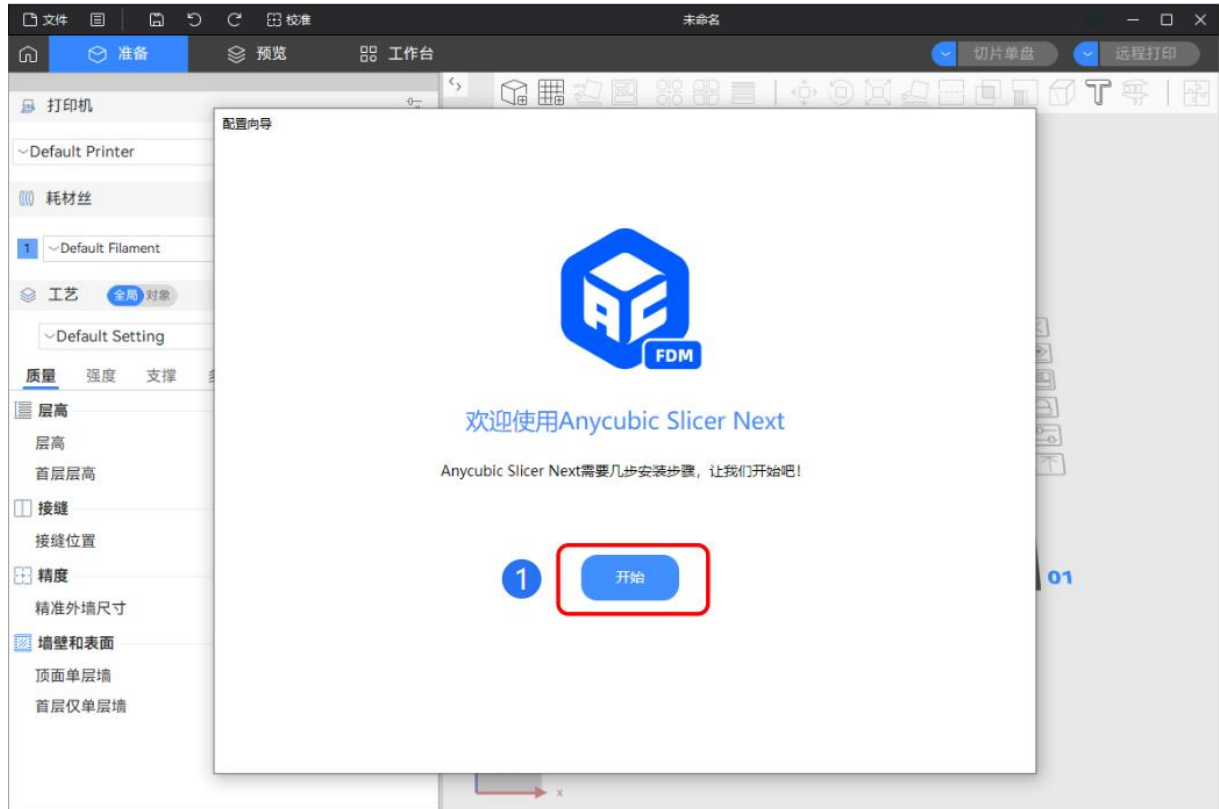 文件 校准 未命名
准备 预览 工作台 切片单盘 远程打印
打印机
配置向导
Default Printer
耗材丝
1 Default Filament
工艺 全局 对象
Default Setting
质量 强度 支撑
层高
层高
首层层高
接缝
接缝位置
精度
精准外墙尺寸
墙壁和表面
顶面单层墙
首层仅单层墙
FDM
欢迎使用Anycubic Slicer Next
Anycubic Slicer Next需要几步安装步骤，让我们开始吧！
1 开始
01
x